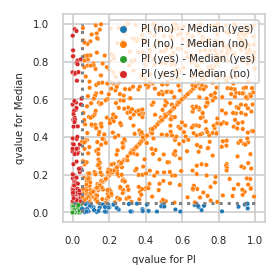 1.0
0.8
0.6
0.4
0.2
0.0
qvalue for Median
PI (no) - Median (yes)
PI (no) - Median (no)
PI (yes) - Median (yes)
PI (yes) - Median (no)
0.0 0.2 0.4 0.6 0.8 1.0
qvalue for PI